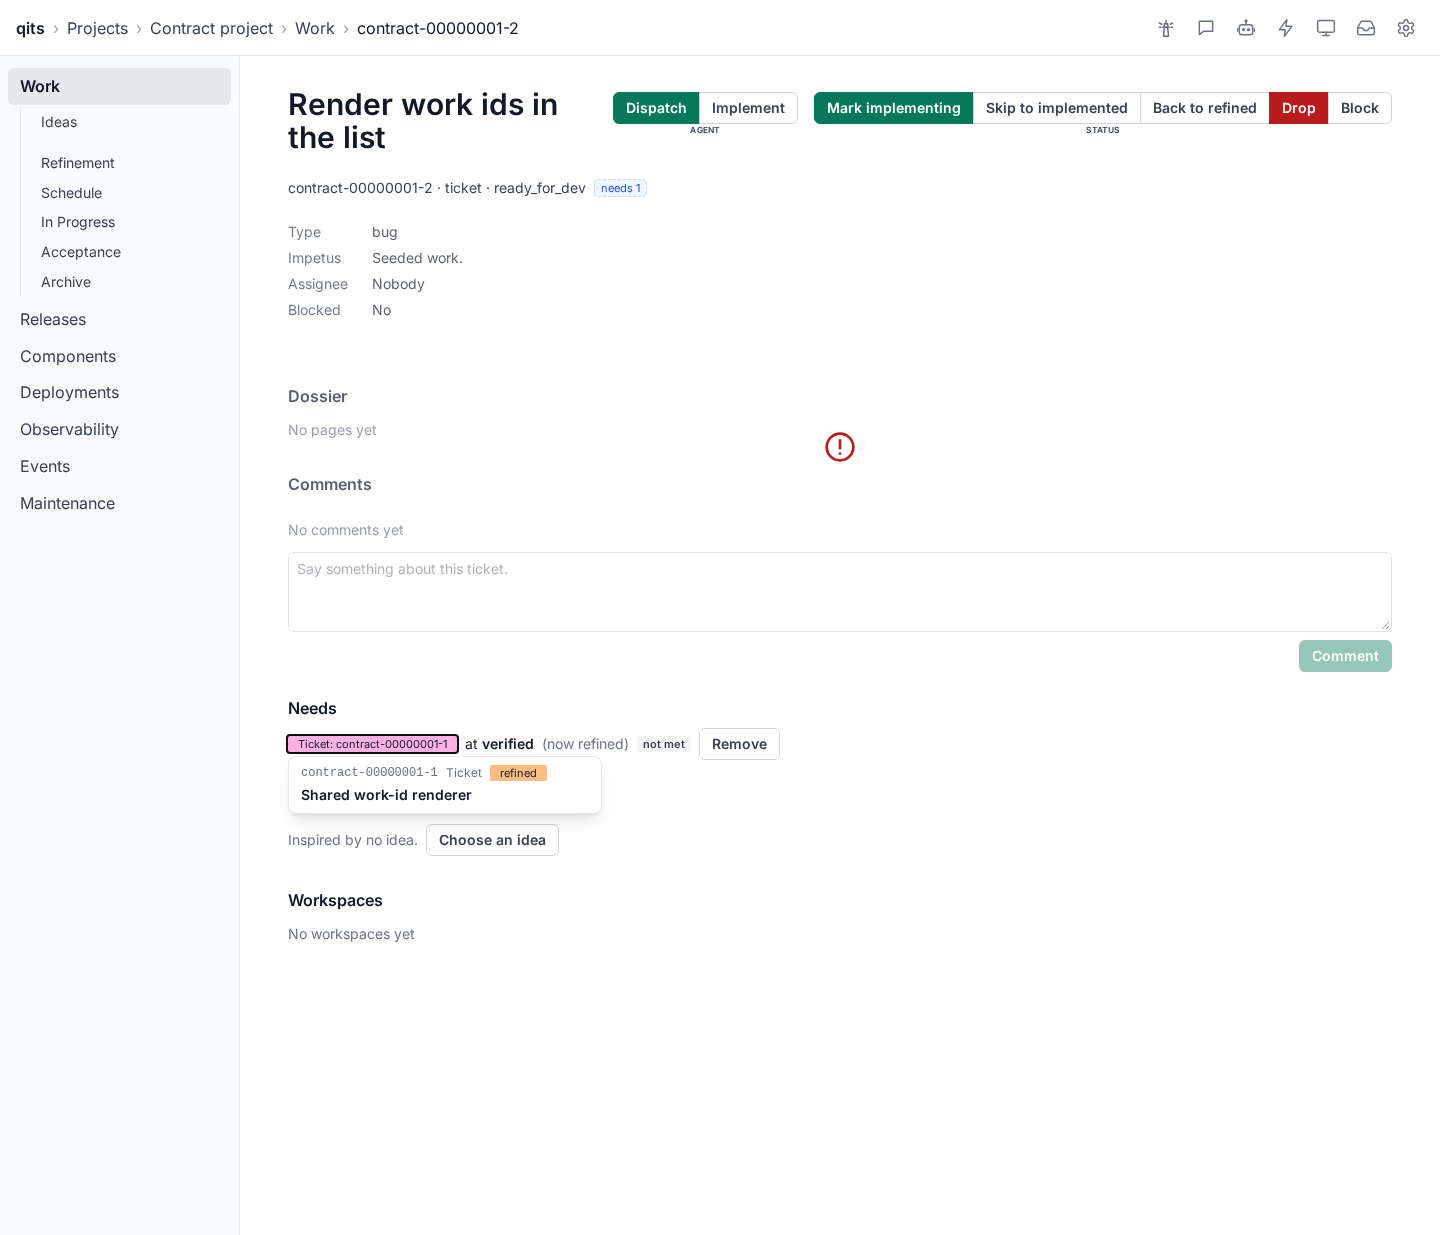 qits › Projects › Contract project › Work › contract-00000001-2
Work
Ideas
Refinement
Schedule
In Progress
Acceptance
Archive
Releases
Components
Deployments
Observability
Events
Maintenance
Render work ids in
the list
Dispatch Implement
AGENT
Mark implementing Skip to implemented Back to refined Drop Block
STATUS
contract-00000001-2 · ticket · ready_for_dev needs 1
Type bug
Impetus Seeded work.
Assignee Nobody
Blocked No
Dossier
No pages yet
Comments
No comments yet
Say something about this ticket.
Comment
Needs
Ticket: contract-00000001-1 at verified (now refined) not met Remove
contract-00000001-1 Ticket refined
Shared work-id renderer
Inspired by no idea. Choose an idea
Workspaces
No workspaces yet